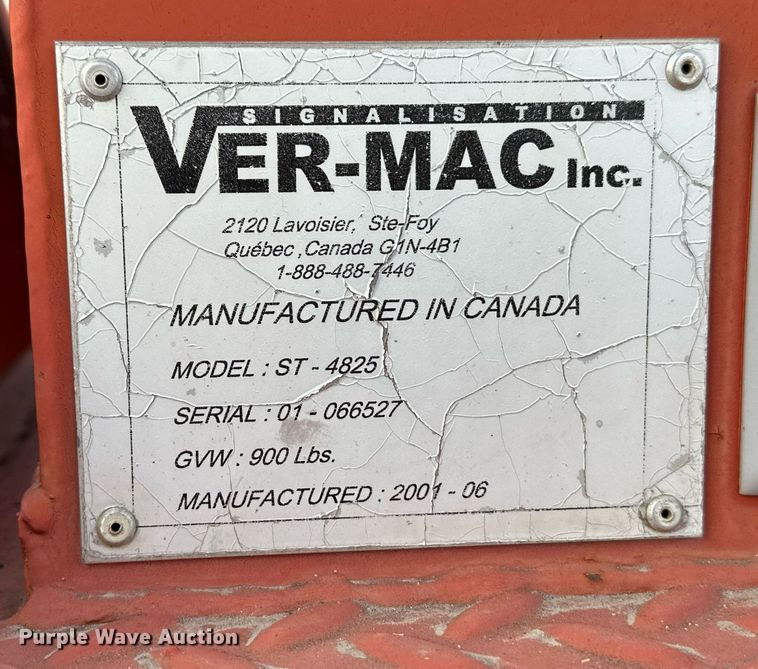 SIGNALISATION
VER-MAC Inc.
2120 Lavoisier, Ste-Foy
Québec ,Canada G1N-4B1
1-888-488-7446
MANUFACTURED IN CANADA
MODEL : ST - 4825
SERIAL : 01 - 066527
GVW : 900 Lbs.
MANUFACTURED : 2001 - 06
Purple Wave Auction